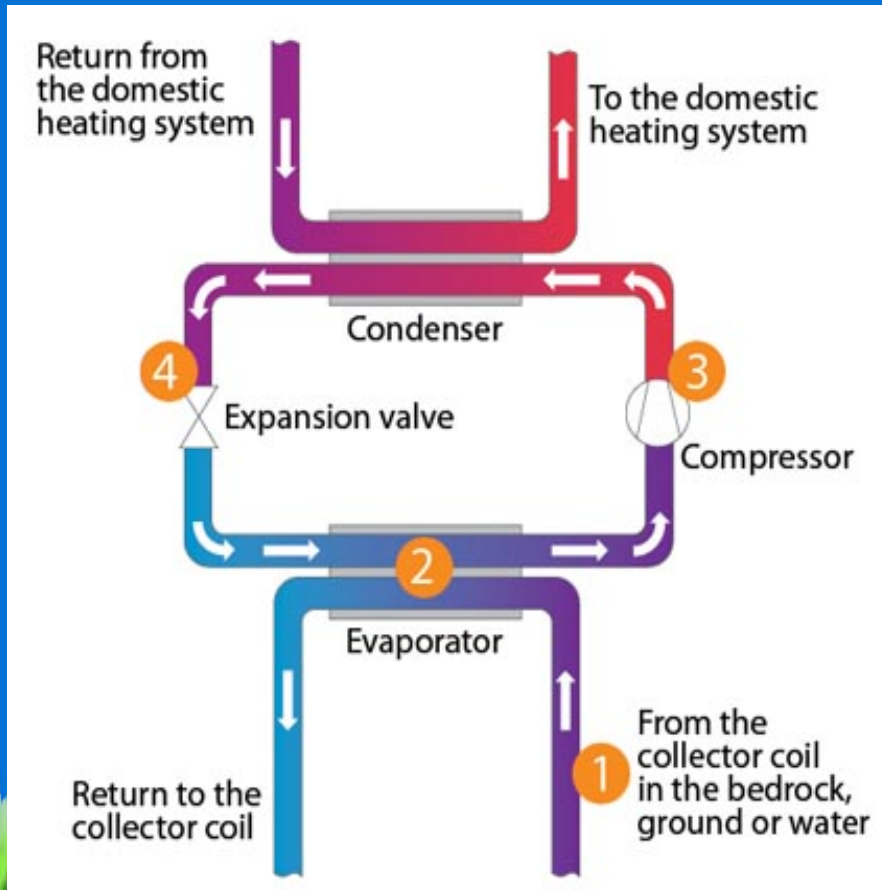 Return from
the domestic
heating system
To the domestic
heating system
Condenser
4
3
Expansion valve
Compressor
2
Evaporator
1
From the
collector coil
in the bedrock,
ground or water
Return to the
collector coil